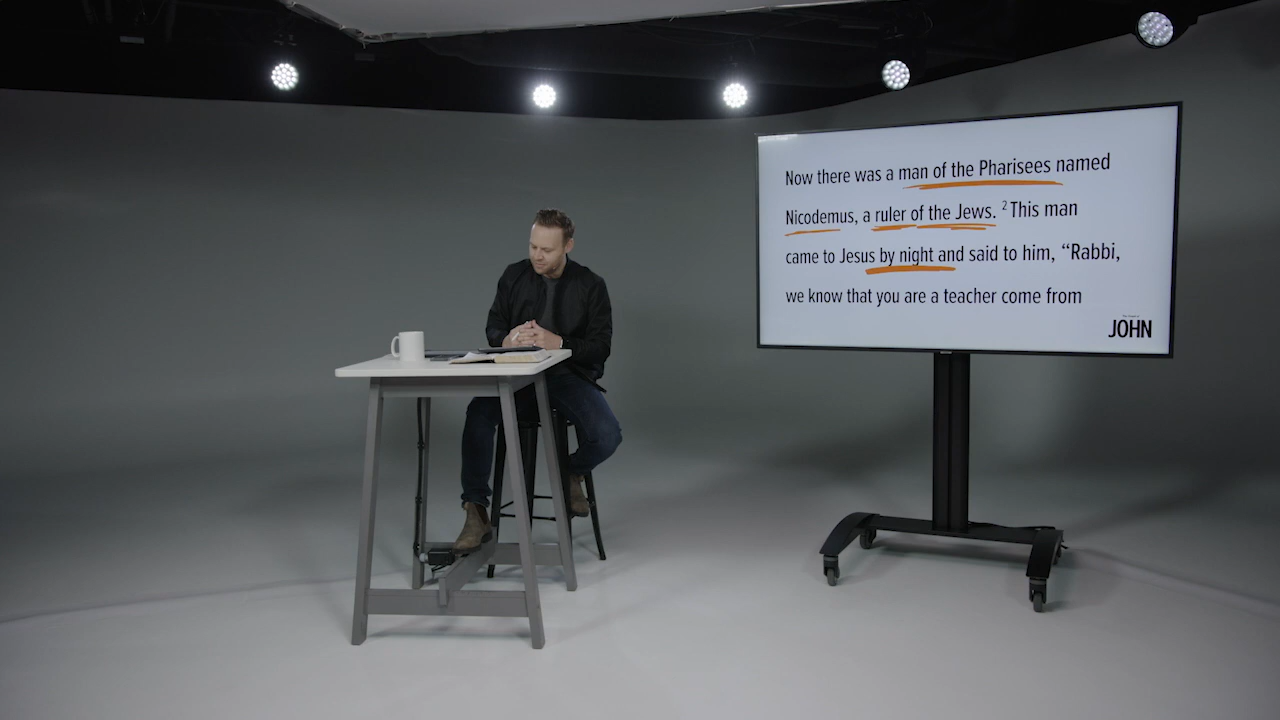 Now there was a man of the Pharisees named
Nicodemus, a ruler of the Jews. 2 This man
came to Jesus by night and said to him, “Rabbi,
we know that you are a teacher come from
JOHN